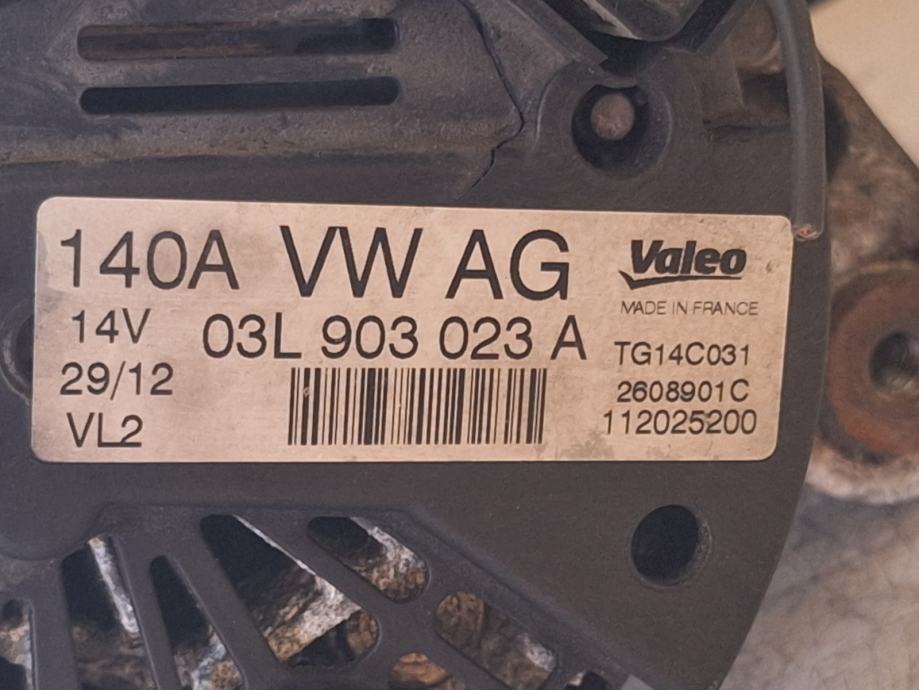 140A VW AG Valeo
MADE IN FRANCE
14V 03L 903 023 A
TG14C031
29/12
2608901C
VL2
112025200